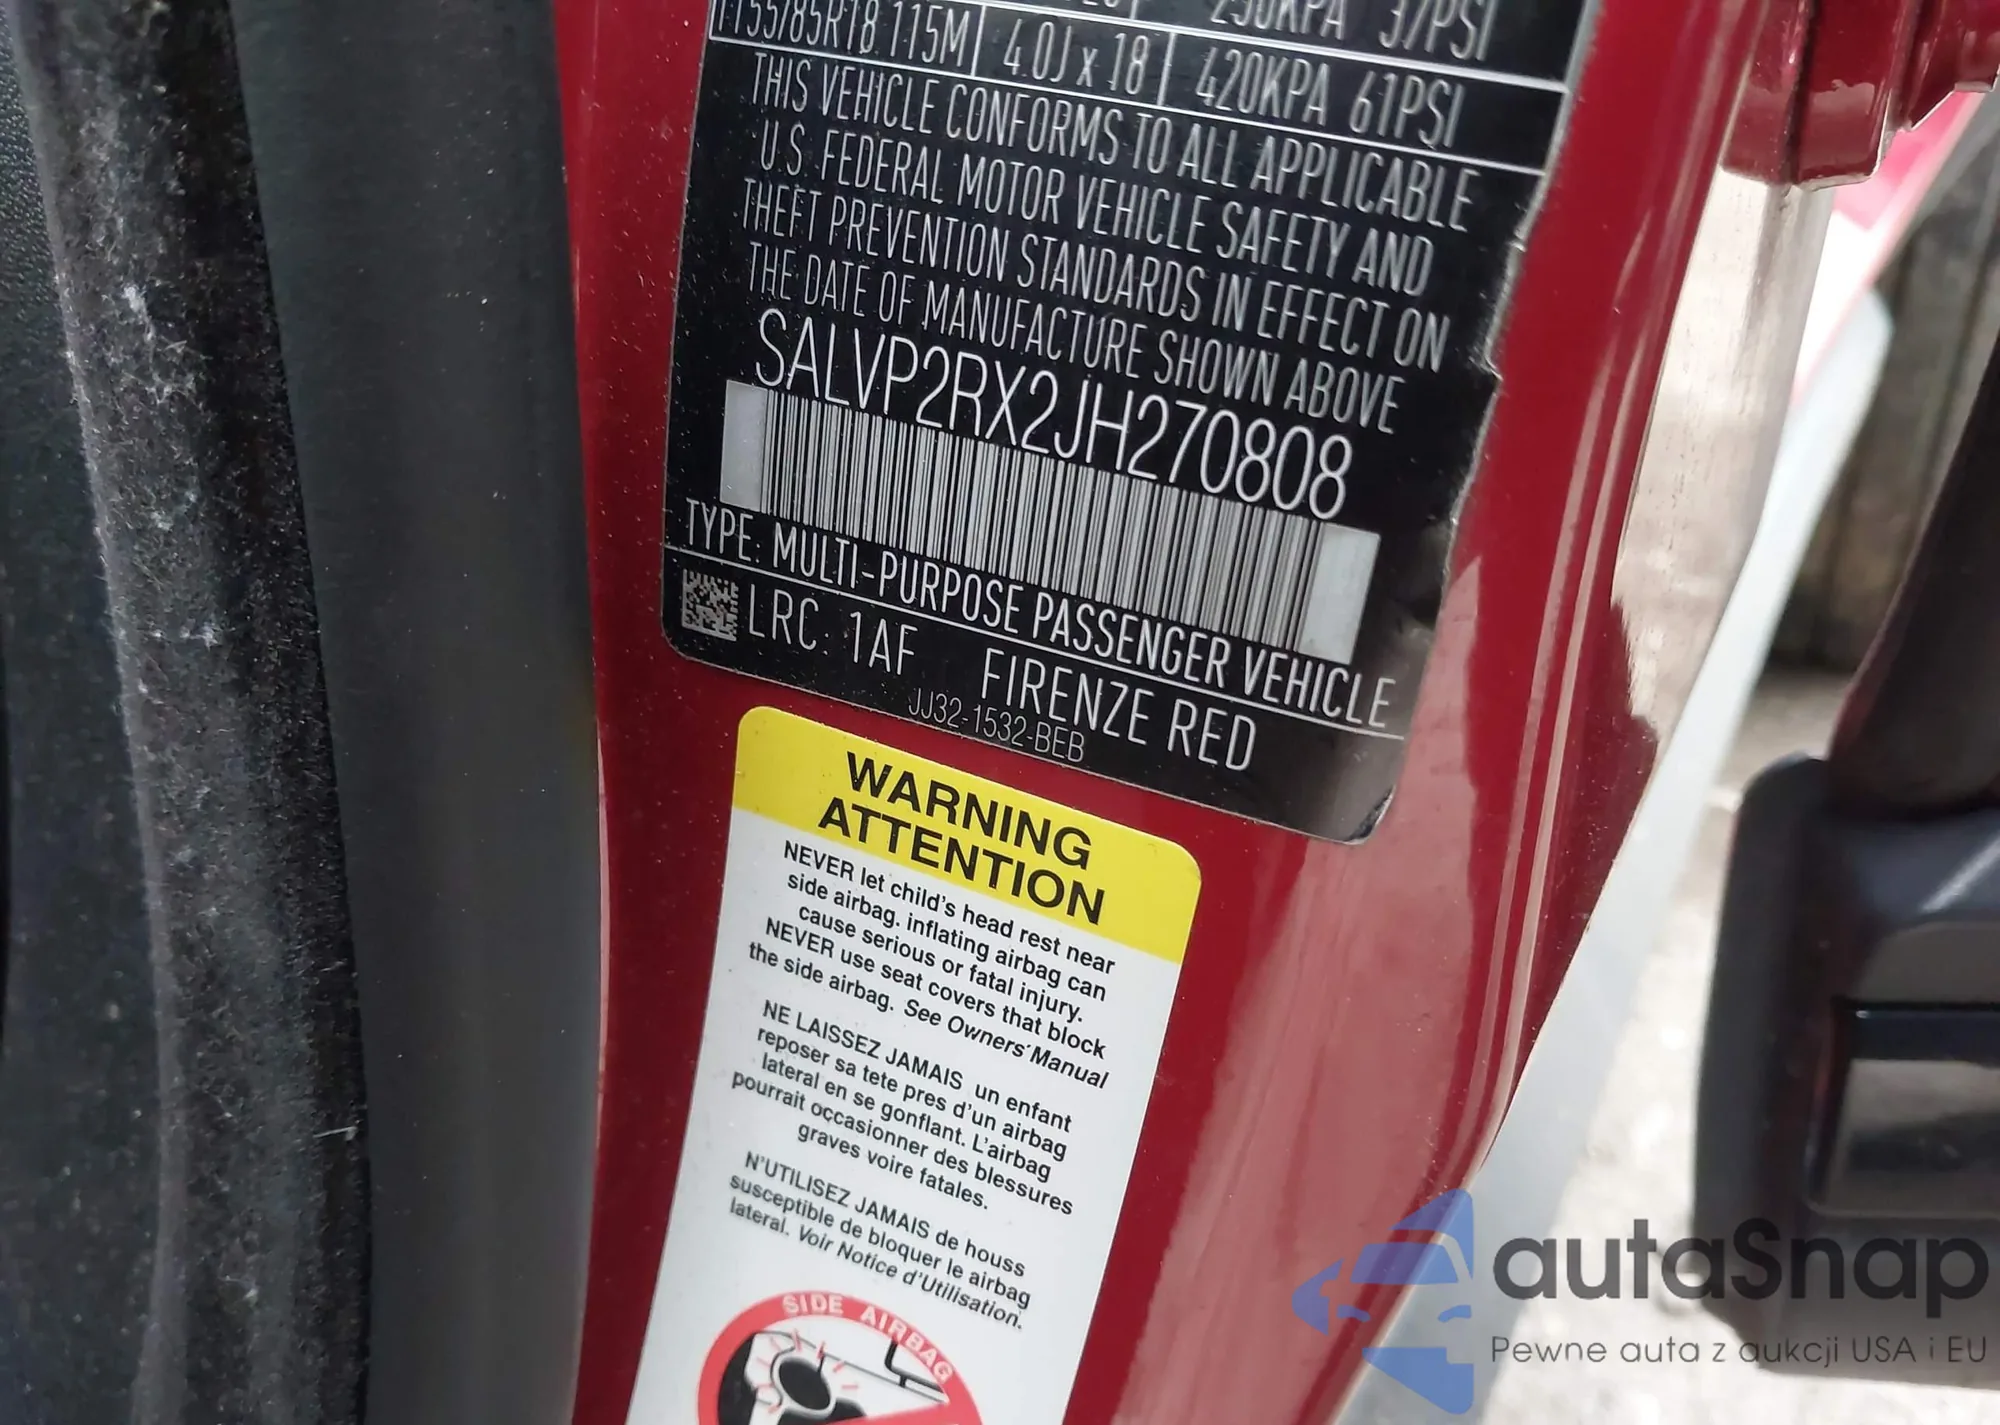 T155/85R18 115M 4.0J x 18 420KPA 61PSI
THIS VEHICLE CONFORMS TO ALL APPLICABLE
U.S. FEDERAL MOTOR VEHICLE SAFETY AND
THEFT PREVENTION STANDARDS IN EFFECT ON
THE DATE OF MANUFACTURE SHOWN ABOVE
SALVP2RX2JH270808
TYPE: MULTI-PURPOSE PASSENGER VEHICLE
LRC: 1AF FIRENZE RED
JJ32-1532-BEB
WARNING
ATTENTION
NEVER let child's head rest near
side airbag. inflating airbag can
cause serious or fatal injury.
NEVER use seat covers that block
the side airbag. See Owners' Manual
NE LAISSEZ JAMAIS un enfant
reposer sa tete pres d'un airbag
lateral en se gonflant. L'airbag
pourrait occasionner des blessures
graves voire fatales.
N'UTILISEZ JAMAIS de houss
susceptible de bloquer le airbag
lateral. Voir Notice d'Utilisation.
SIDE AIRBAG
autaSnap
Pewne auta z aukcji USA i EU